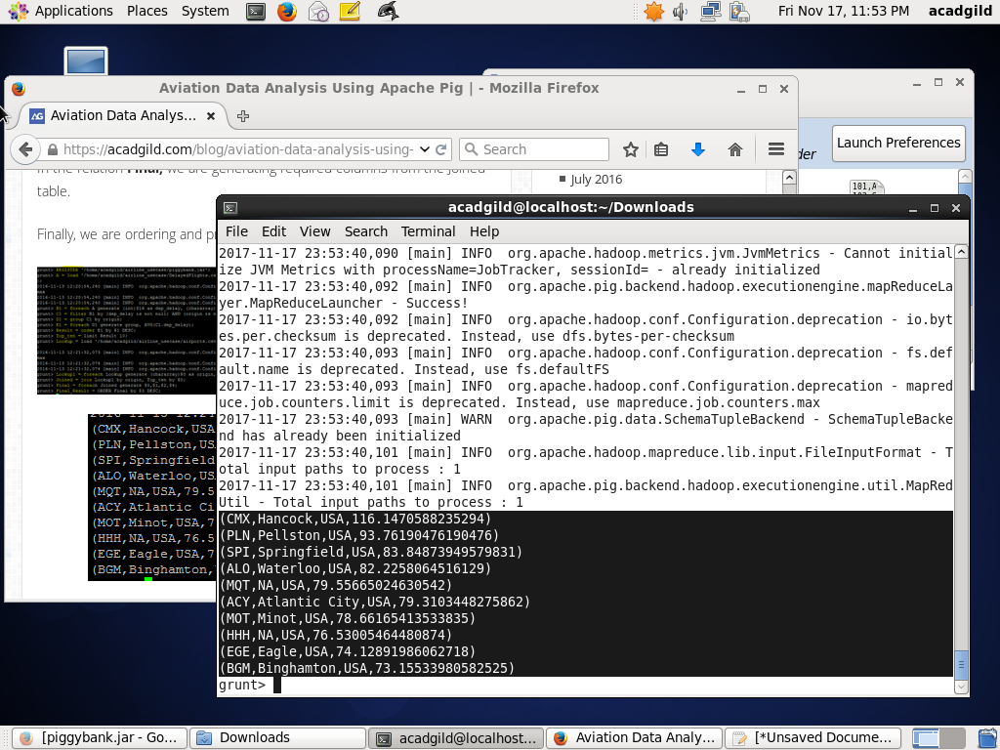 Applications Places System Fri Nov 17, 11:53 PM acadgild
Aviation Data Analysis Using Apache Pig | - Mozilla Firefox
Aviation Data Analys...
https://acadgild.com/blog/aviation-data-analysis-using- Search
Launch Preferences
in the relation Final, we are generating required columns from the joined
table.
July 2016
Finally, we are ordering and pr
(CMX,Hancock,USA
(PLN,Pellston,US
(SPI,Springfield
(ALO,Waterloo,US
(MQT,NA,USA,79.5
(ACY,Atlantic Ci
(MOT,Minot,USA,7
(HHH,NA,USA,76.5
(EGE,Eagle,USA,7
(BGM,Binghamton,
acadgild@localhost:~/Downloads
File Edit View Search Terminal Help
2017-11-17 23:53:40,090 [main] INFO  org.apache.hadoop.metrics.jvm.JvmMetrics - Cannot initial
ize JVM Metrics with processName=JobTracker, sessionId= - already initialized
2017-11-17 23:53:40,092 [main] INFO  org.apache.pig.backend.hadoop.executionengine.mapReduceLa
yer.MapReduceLauncher - Success!
2017-11-17 23:53:40,092 [main] INFO  org.apache.hadoop.conf.Configuration.deprecation - io.byt
es.per.checksum is deprecated. Instead, use dfs.bytes-per-checksum
2017-11-17 23:53:40,093 [main] INFO  org.apache.hadoop.conf.Configuration.deprecation - fs.def
ault.name is deprecated. Instead, use fs.defaultFS
2017-11-17 23:53:40,093 [main] INFO  org.apache.hadoop.conf.Configuration.deprecation - mapred
uce.job.counters.limit is deprecated. Instead, use mapreduce.job.counters.max
2017-11-17 23:53:40,093 [main] WARN  org.apache.pig.data.SchemaTupleBackend - SchemaTupleBacke
nd has already been initialized
2017-11-17 23:53:40,101 [main] INFO  org.apache.hadoop.mapreduce.lib.input.FileInputFormat - T
otal input paths to process : 1
2017-11-17 23:53:40,101 [main] INFO  org.apache.pig.backend.hadoop.executionengine.util.MapRed
Util - Total input paths to process : 1
(CMX,Hancock,USA,116.1470588235294)
(PLN,Pellston,USA,93.76190476190476)
(SPI,Springfield,USA,83.84873949579831)
(ALO,Waterloo,USA,82.2258064516129)
(MQT,NA,USA,79.55665024630542)
(ACY,Atlantic City,USA,79.3103448275862)
(MOT,Minot,USA,78.66165413533835)
(HHH,NA,USA,76.53005464480874)
(EGE,Eagle,USA,74.12891986062718)
(BGM,Binghamton,USA,73.15533980582525)
grunt>
[piggybank.jar - Go... Downloads acadgild@localhost:... Aviation Data Analy... [*Unsaved Docume...